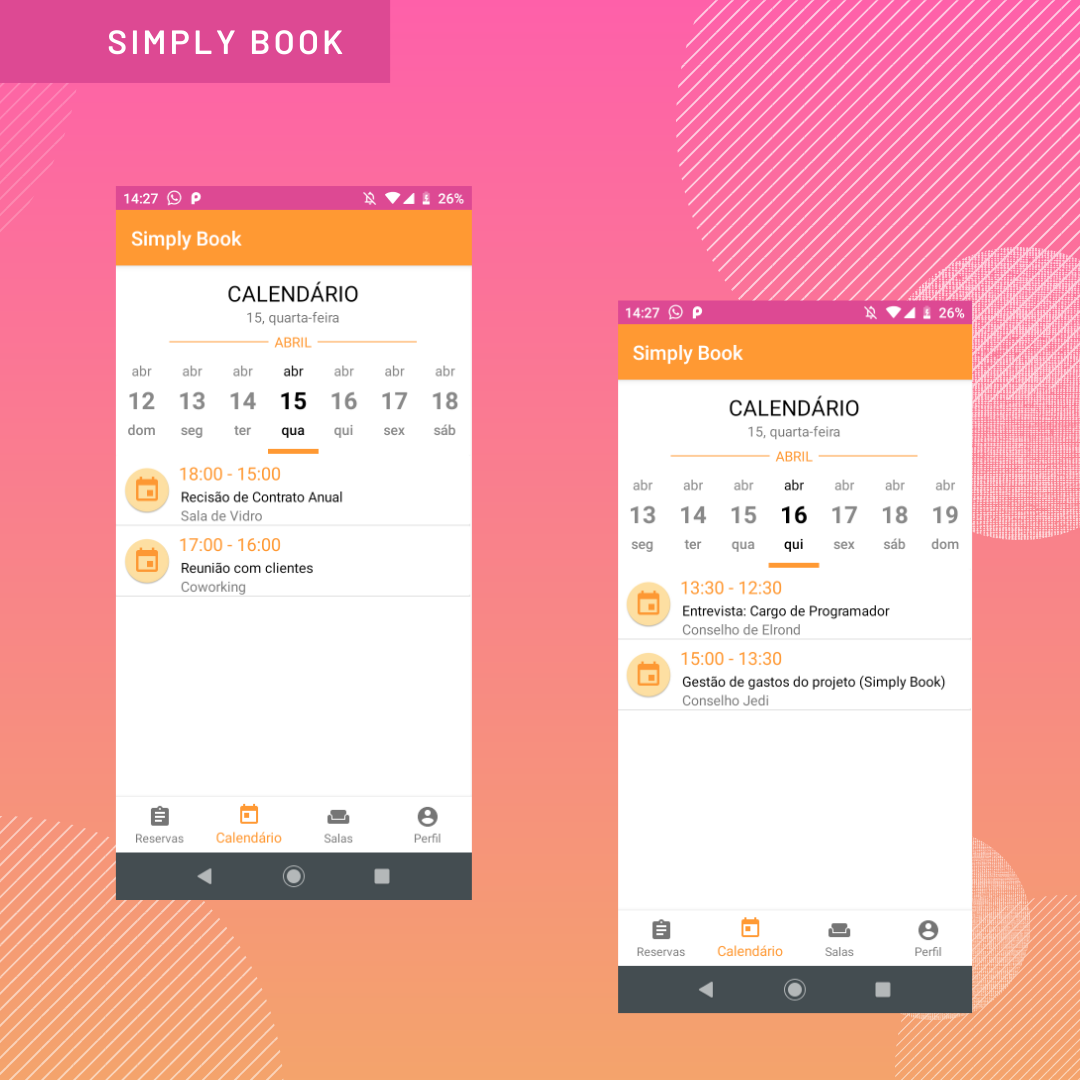 SIMPLY BOOK
14:27 26%
Simply Book
CALENDÁRIO
15, quarta-feira
ABRIL
abr abr abr abr abr abr abr
12 13 14 15 16 17 18
dom seg ter qua qui sex sáb
18:00 - 15:00
Recisão de Contrato Anual
Sala de Vidro
17:00 - 16:00
Reunião com clientes
Coworking
Reservas Calendário Salas Perfil
14:27 26%
Simply Book
CALENDÁRIO
15, quarta-feira
ABRIL
abr abr abr abr abr abr abr
13 14 15 16 17 18 19
seg ter qua qui sex sáb dom
13:30 - 12:30
Entrevista: Cargo de Programador
Conselho de Elrond
15:00 - 13:30
Gestão de gastos do projeto (Simply Book)
Conselho Jedi
Reservas Calendário Salas Perfil